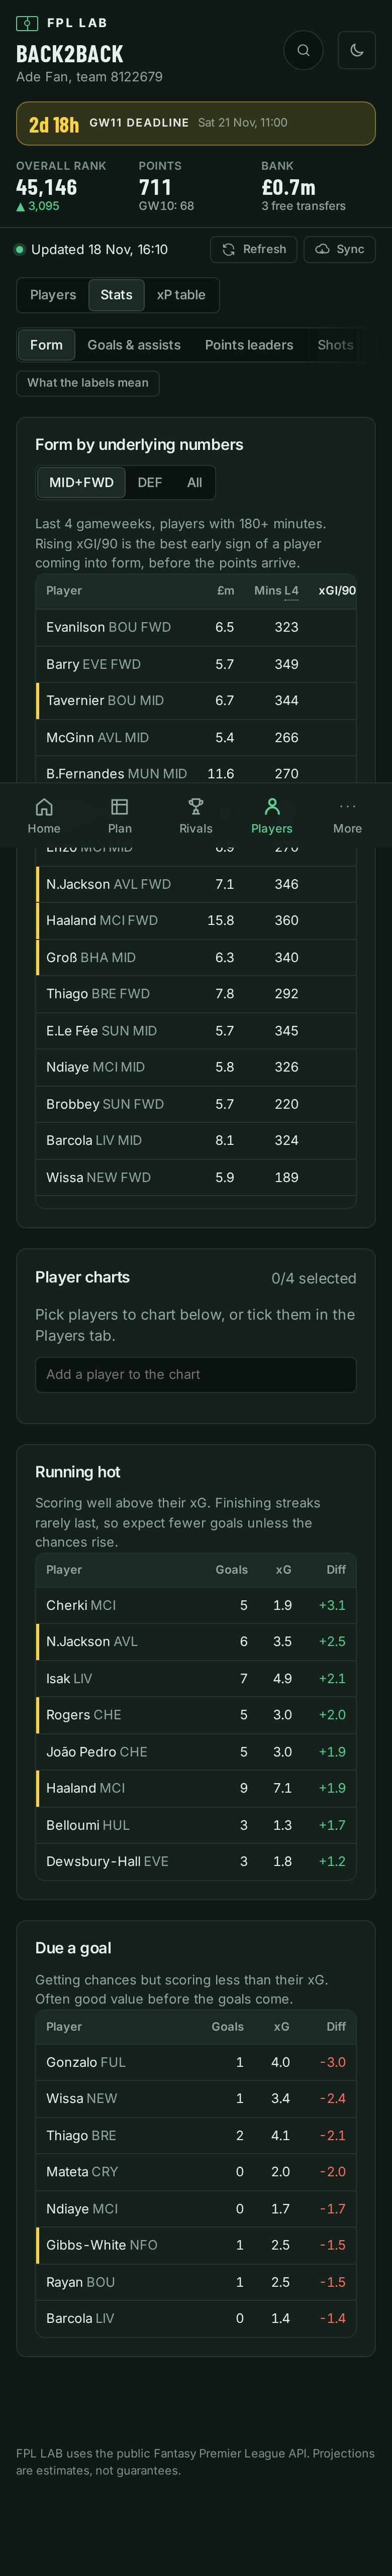 FPL LAB
BACK2BACK
Ade Fan, team 8122679
2d 18h GW11 DEADLINE Sat 21 Nov, 11:00
OVERALL RANK POINTS BANK
45,146 711 £0.7m
▲ 3,095 GW10: 68 3 free transfers
Updated 18 Nov, 16:10 Refresh Sync
Players Stats xP table
Form Goals & assists Points leaders Shots
What the labels mean
Form by underlying numbers
MID+FWD DEF All
Last 4 gameweeks, players with 180+ minutes.
Rising xGI/90 is the best early sign of a player
coming into form, before the points arrive.
Player £m Mins L4 xGI/90
Evanilson BOU FWD 6.5 323
Barry EVE FWD 5.7 349
Tavernier BOU MID 6.7 344
McGinn AVL MID 5.4 266
B.Fernandes MUN MID 11.6 270
Home Plan Rivals Players More
Enzo MCI MID 6.9 270
N.Jackson AVL FWD 7.1 346
Haaland MCI FWD 15.8 360
Groß BHA MID 6.3 340
Thiago BRE FWD 7.8 292
E.Le Fée SUN MID 5.7 345
Ndiaye MCI MID 5.8 326
Brobbey SUN FWD 5.7 220
Barcola LIV MID 8.1 324
Wissa NEW FWD 5.9 189
Player charts 0/4 selected
Pick players to chart below, or tick them in the
Players tab.
Add a player to the chart
Running hot
Scoring well above their xG. Finishing streaks
rarely last, so expect fewer goals unless the
chances rise.
Player Goals xG Diff
Cherki MCI 5 1.9 +3.1
N.Jackson AVL 6 3.5 +2.5
Isak LIV 7 4.9 +2.1
Rogers CHE 5 3.0 +2.0
João Pedro CHE 5 3.0 +1.9
Haaland MCI 9 7.1 +1.9
Belloumi HUL 3 1.3 +1.7
Dewsbury-Hall EVE 3 1.8 +1.2
Due a goal
Getting chances but scoring less than their xG.
Often good value before the goals come.
Player Goals xG Diff
Gonzalo FUL 1 4.0 -3.0
Wissa NEW 1 3.4 -2.4
Thiago BRE 2 4.1 -2.1
Mateta CRY 0 2.0 -2.0
Ndiaye MCI 0 1.7 -1.7
Gibbs-White NFO 1 2.5 -1.5
Rayan BOU 1 2.5 -1.5
Barcola LIV 0 1.4 -1.4
FPL LAB uses the public Fantasy Premier League API. Projections
are estimates, not guarantees.